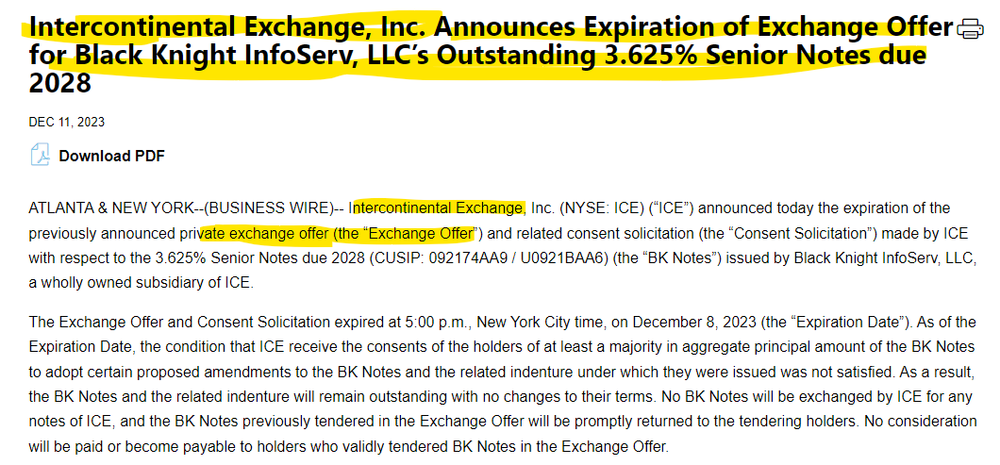 Intercontinental Exchange, Inc. Announces Expiration of Exchange Offer
for Black Knight InfoServ, LLC’s Outstanding 3.625% Senior Notes due
2028
DEC 11, 2023
Download PDF
ATLANTA & NEW YORK--(BUSINESS WIRE)-- Intercontinental Exchange, Inc. (NYSE: ICE) (“ICE”) announced today the expiration of the
previously announced private exchange offer (the “Exchange Offer”) and related consent solicitation (the “Consent Solicitation”) made by ICE
with respect to the 3.625% Senior Notes due 2028 (CUSIP: 092174AA9 / U0921BAA6) (the “BK Notes”) issued by Black Knight InfoServ, LLC,
a wholly owned subsidiary of ICE.
The Exchange Offer and Consent Solicitation expired at 5:00 p.m., New York City time, on December 8, 2023 (the “Expiration Date”). As of the
Expiration Date, the condition that ICE receive the consents of the holders of at least a majority in aggregate principal amount of the BK Notes
to adopt certain proposed amendments to the BK Notes and the related indenture under which they were issued was not satisfied. As a result,
the BK Notes and the related indenture will remain outstanding with no changes to their terms. No BK Notes will be exchanged by ICE for any
notes of ICE, and the BK Notes previously tendered in the Exchange Offer will be promptly returned to the tendering holders. No consideration
will be paid or become payable to holders who validly tendered BK Notes in the Exchange Offer.